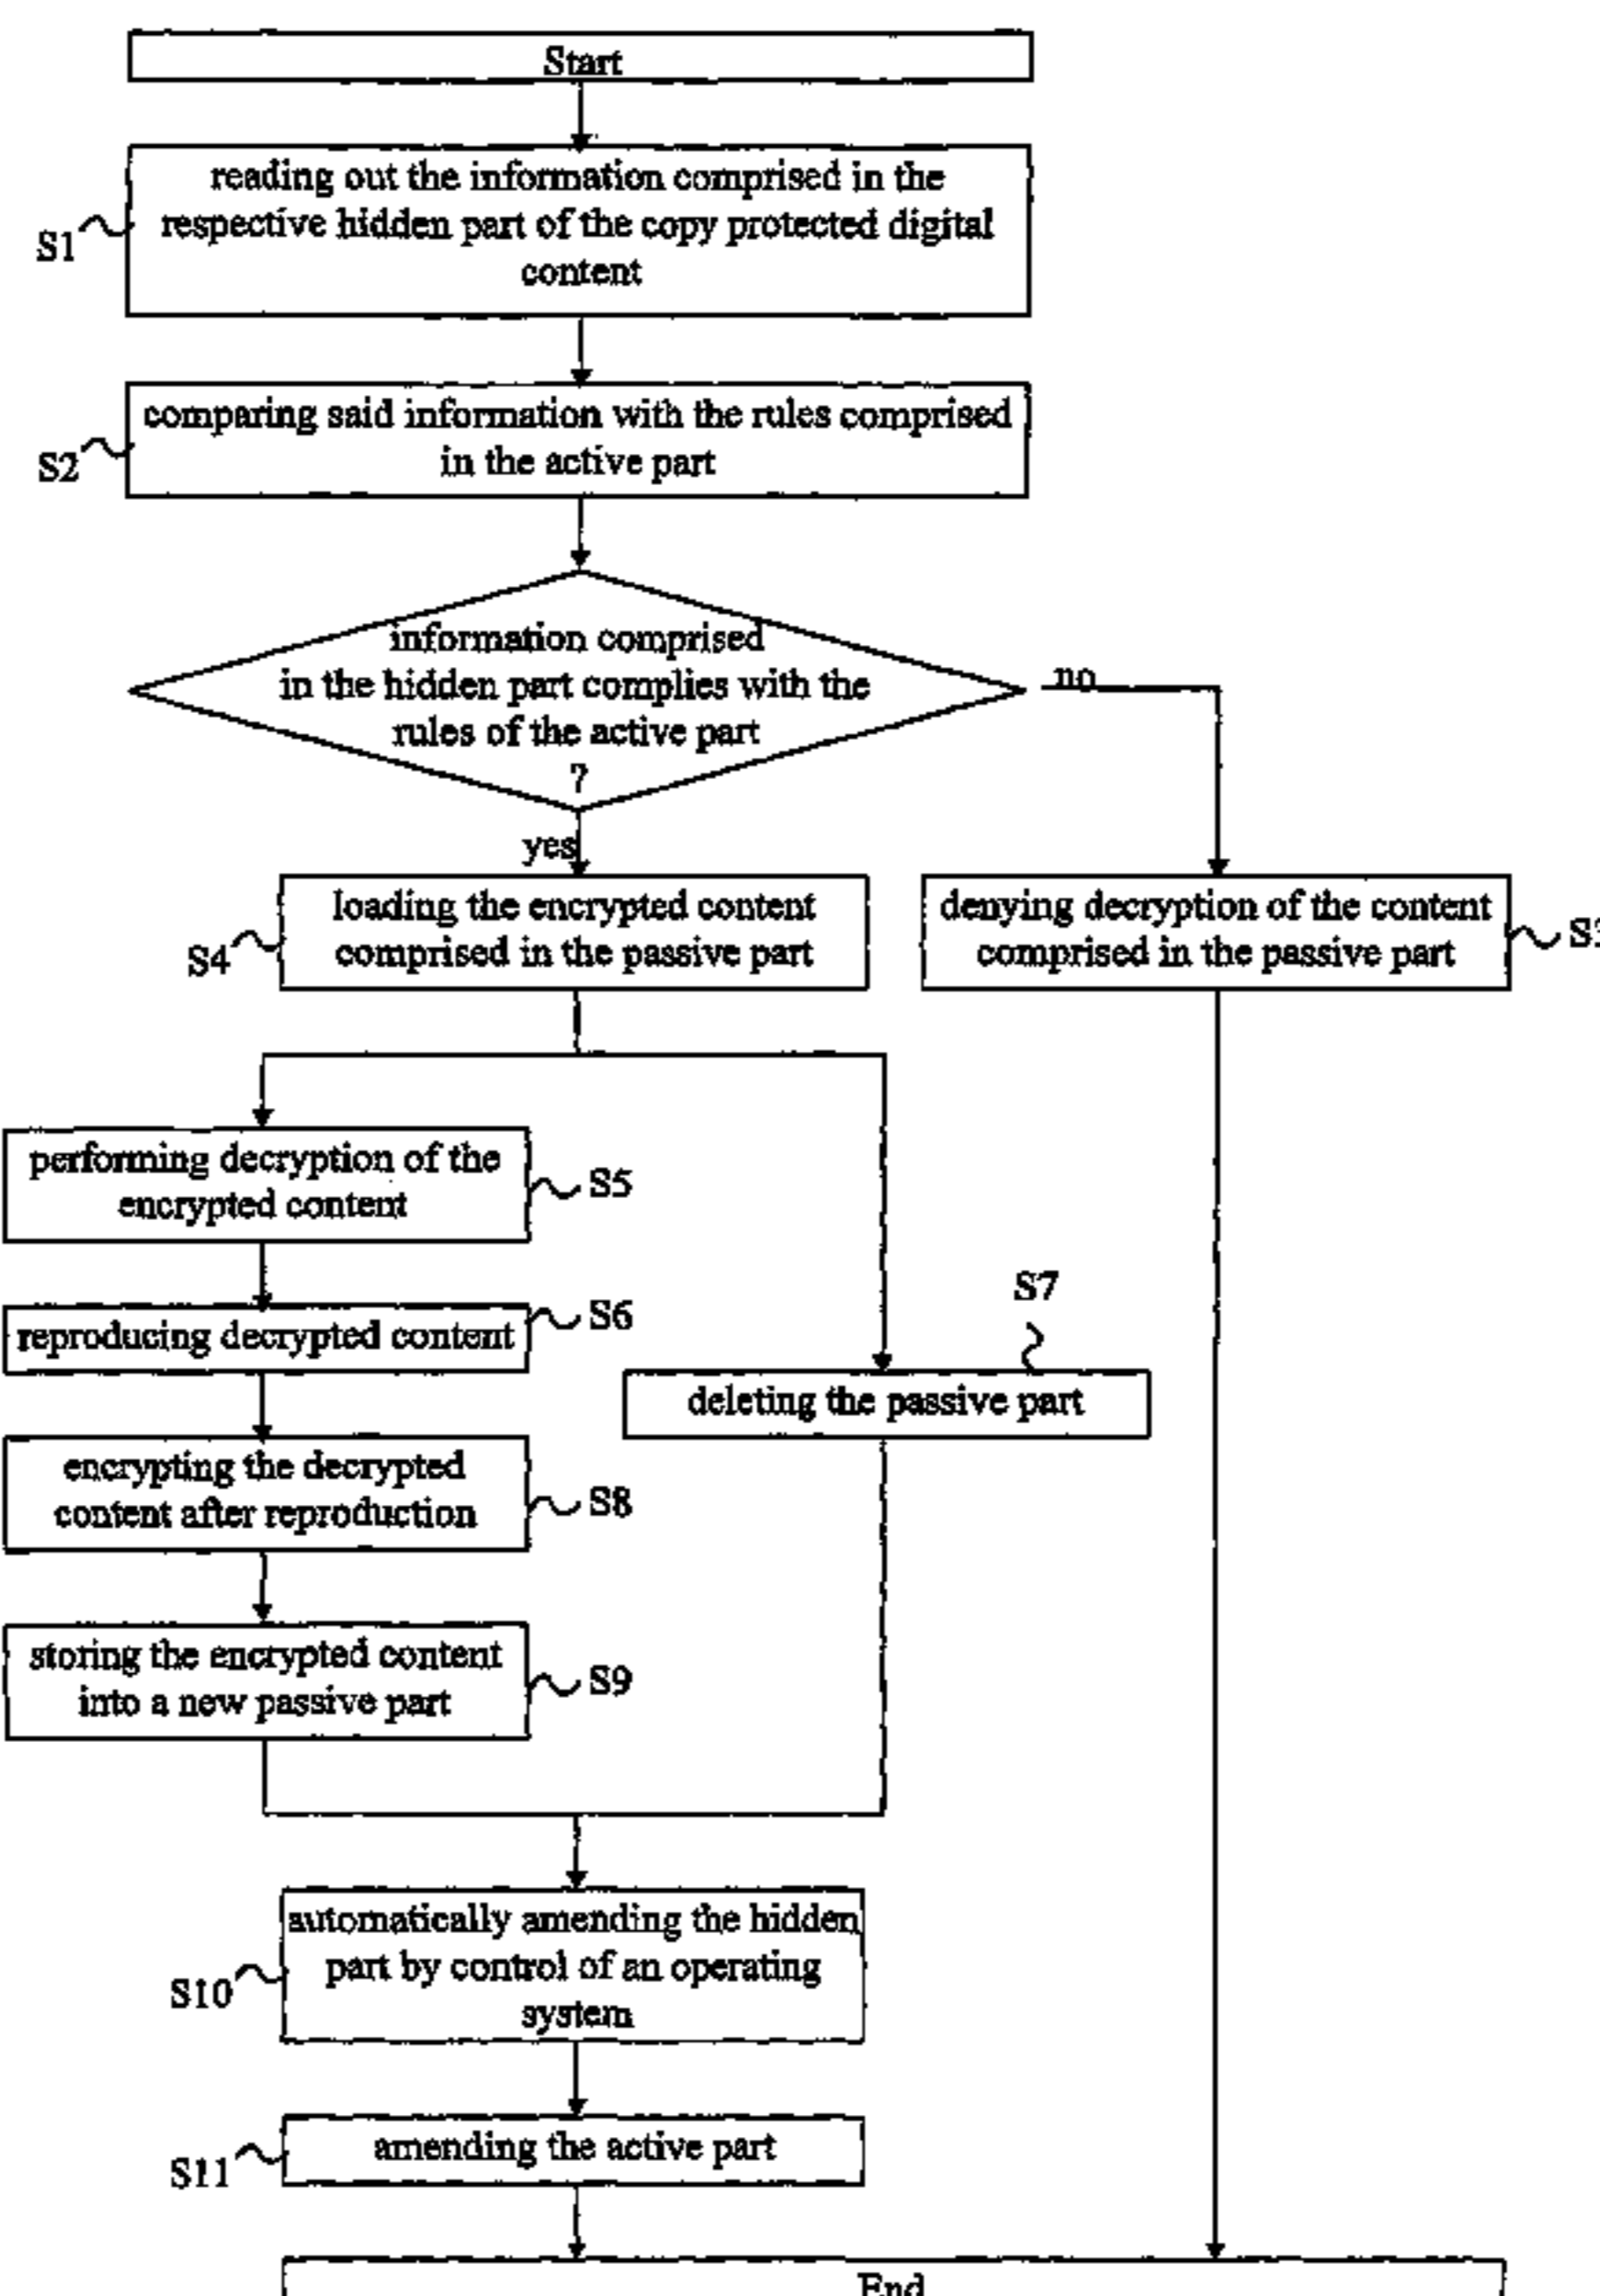 Start
reading out the information comprised in the
respective hidden part of the copy protected digital
content
S1
comparing said information with the rules comprised
in the active part
S2
information comprised
in the hidden part complies with the
rules of the active part
?
no
yes
loading the encrypted content
comprised in the passive part
S4
denying decryption of the content
comprised in the passive part
S3
performing decryption of the
encrypted content
S5
reproducing decrypted content
S6
S7
deleting the passive part
encrypting the decrypted
content after reproduction
S8
storing the encrypted content
into a new passive part
S9
automatically amending the hidden
part by control of an operating
system
S10
amending the active part
S11
End